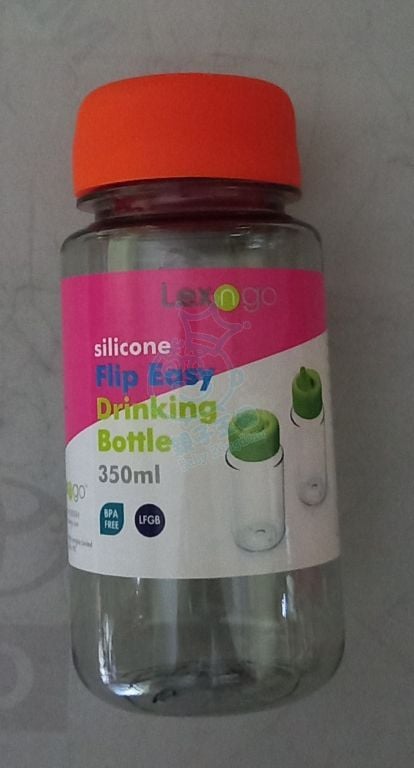 Lexngo
silicone
Flip Easy
Drinking
Bottle
350ml
BPA
FREE
LFGB